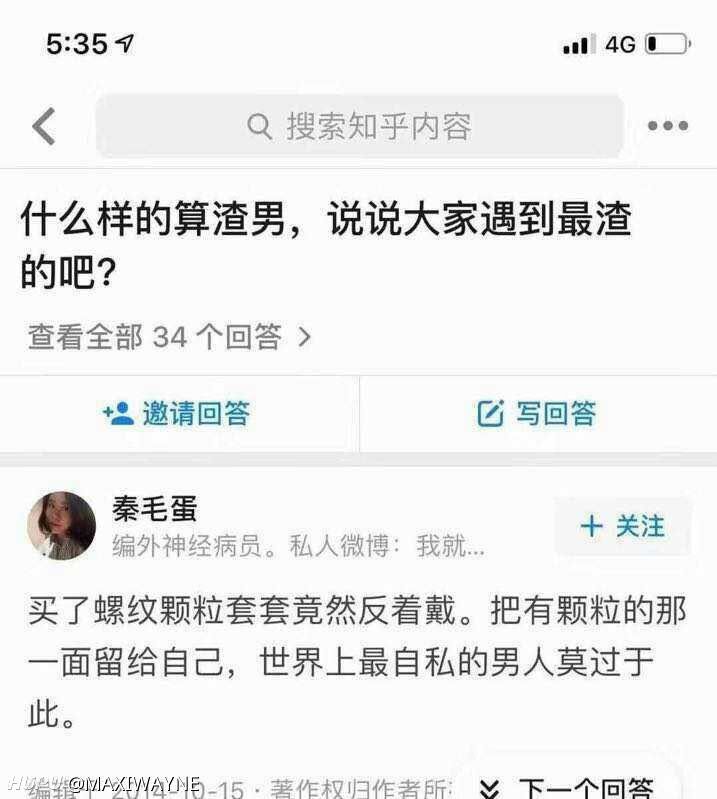 5:35
4G
搜索知乎内容
什么样的算渣男，说说大家遇到最渣
的吧?
查看全部 34 个回答
邀请回答
写回答
秦毛蛋
编外神经病员。私人微博：我就...
关注
买了螺纹颗粒套套竟然反着戴。把有颗粒的那
一面留给自己，世界上最自私的男人莫过于
此。
@MAXIWAYNE
编辑于 2014-10-15 · 著作权归作者所
下一个回答